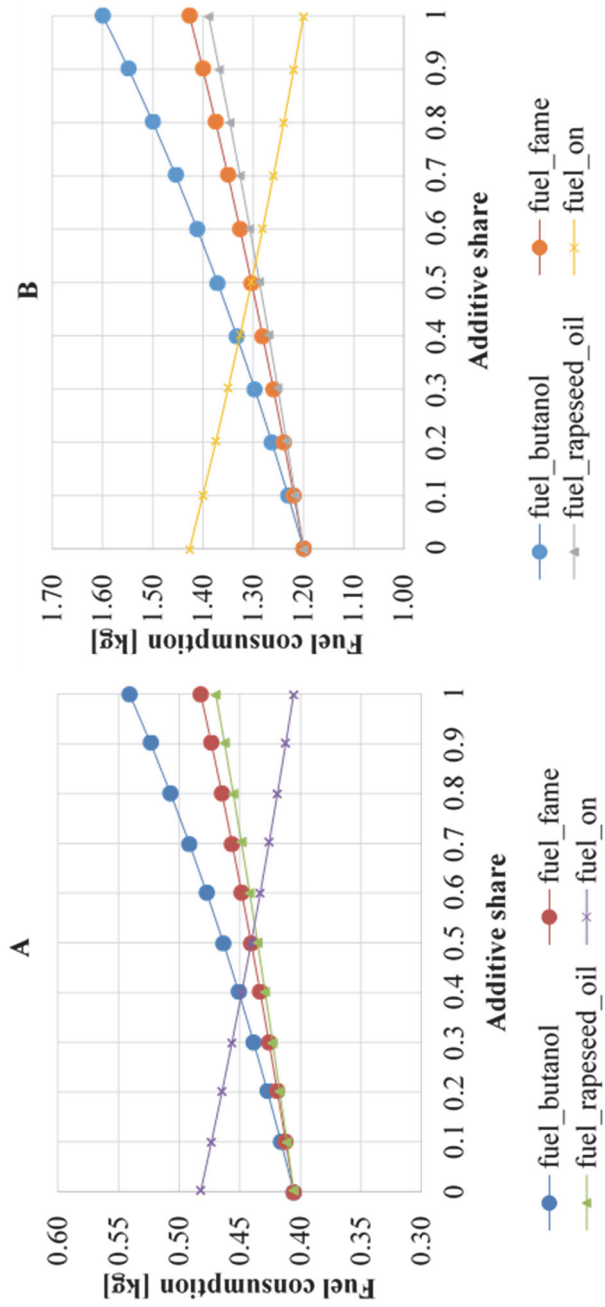 A
Fuel consumption [kg]
0.60
0.55
0.50
0.45
0.40
0.35
0.30
0 0.1 0.2 0.3 0.4 0.5 0.6 0.7 0.8 0.9 1
Additive share
fuel_butanol fuel_fame
fuel_rapeseed_oil fuel_on
B
Fuel consumption [kg]
1.70
1.60
1.50
1.40
1.30
1.20
1.10
1.00
0 0.1 0.2 0.3 0.4 0.5 0.6 0.7 0.8 0.9 1
Additive share
fuel_butanol fuel_fame
fuel_rapeseed_oil fuel_on